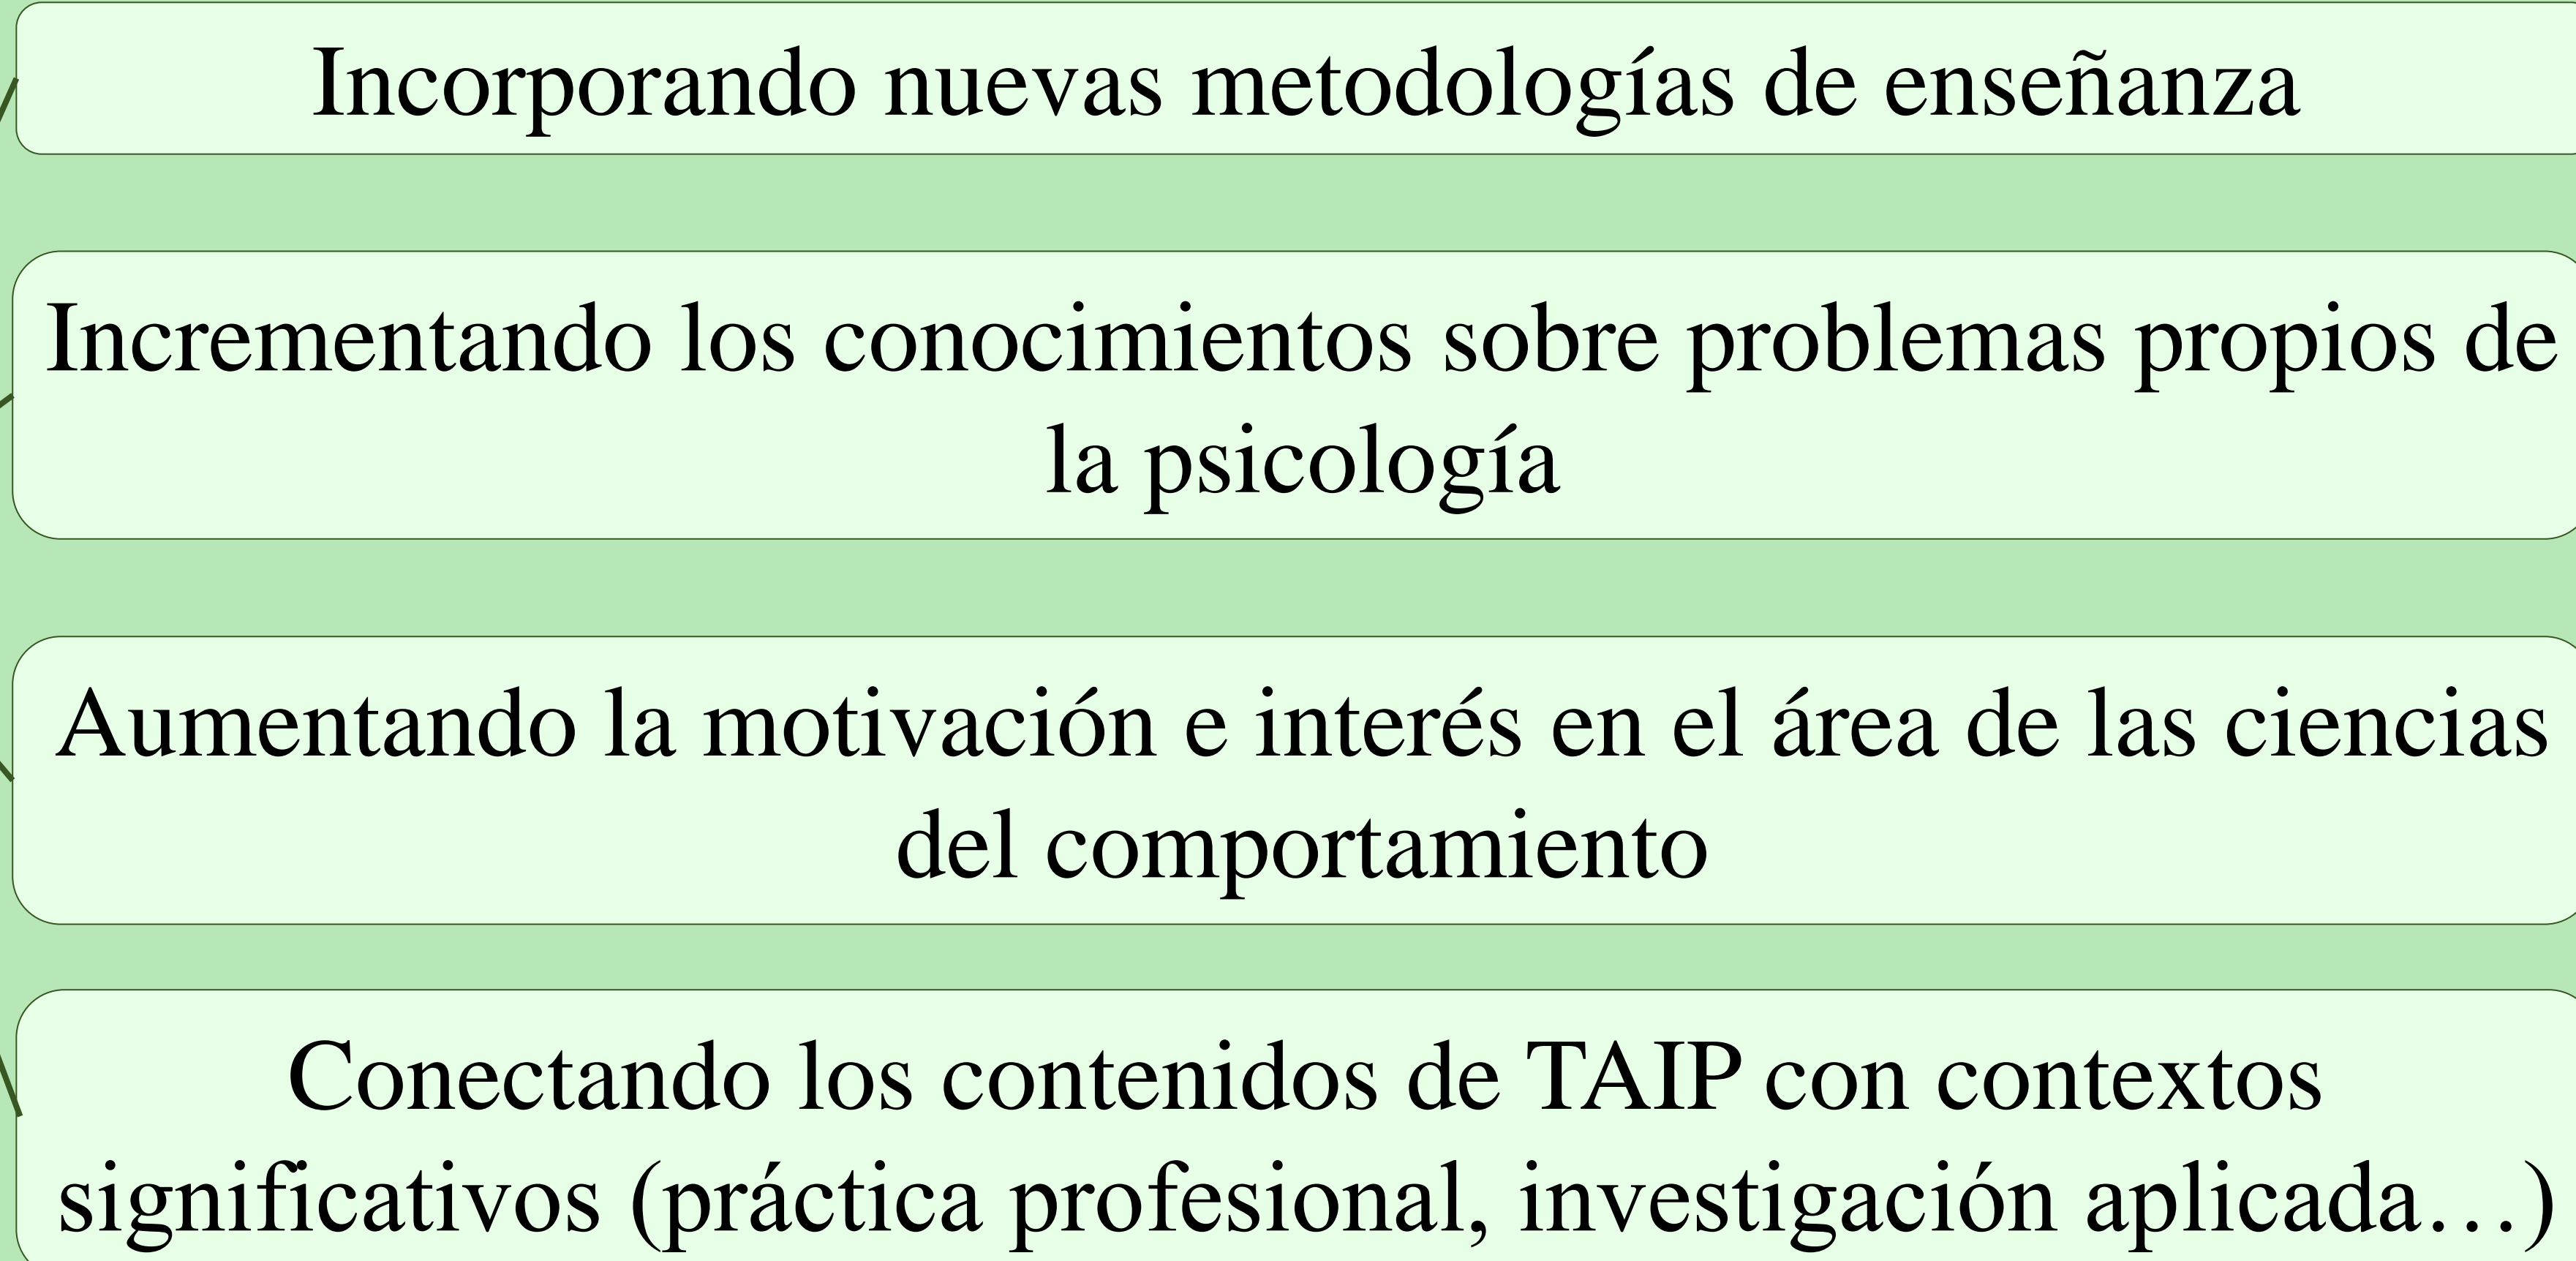 Incorporando nuevas metodologías de enseñanza
Incrementando los conocimientos sobre problemas propios de
la psicología
Aumentando la motivación e interés en el área de las ciencias
del comportamiento
Conectando los contenidos de TAIP con contextos
significativos (práctica profesional, investigación aplicada…)